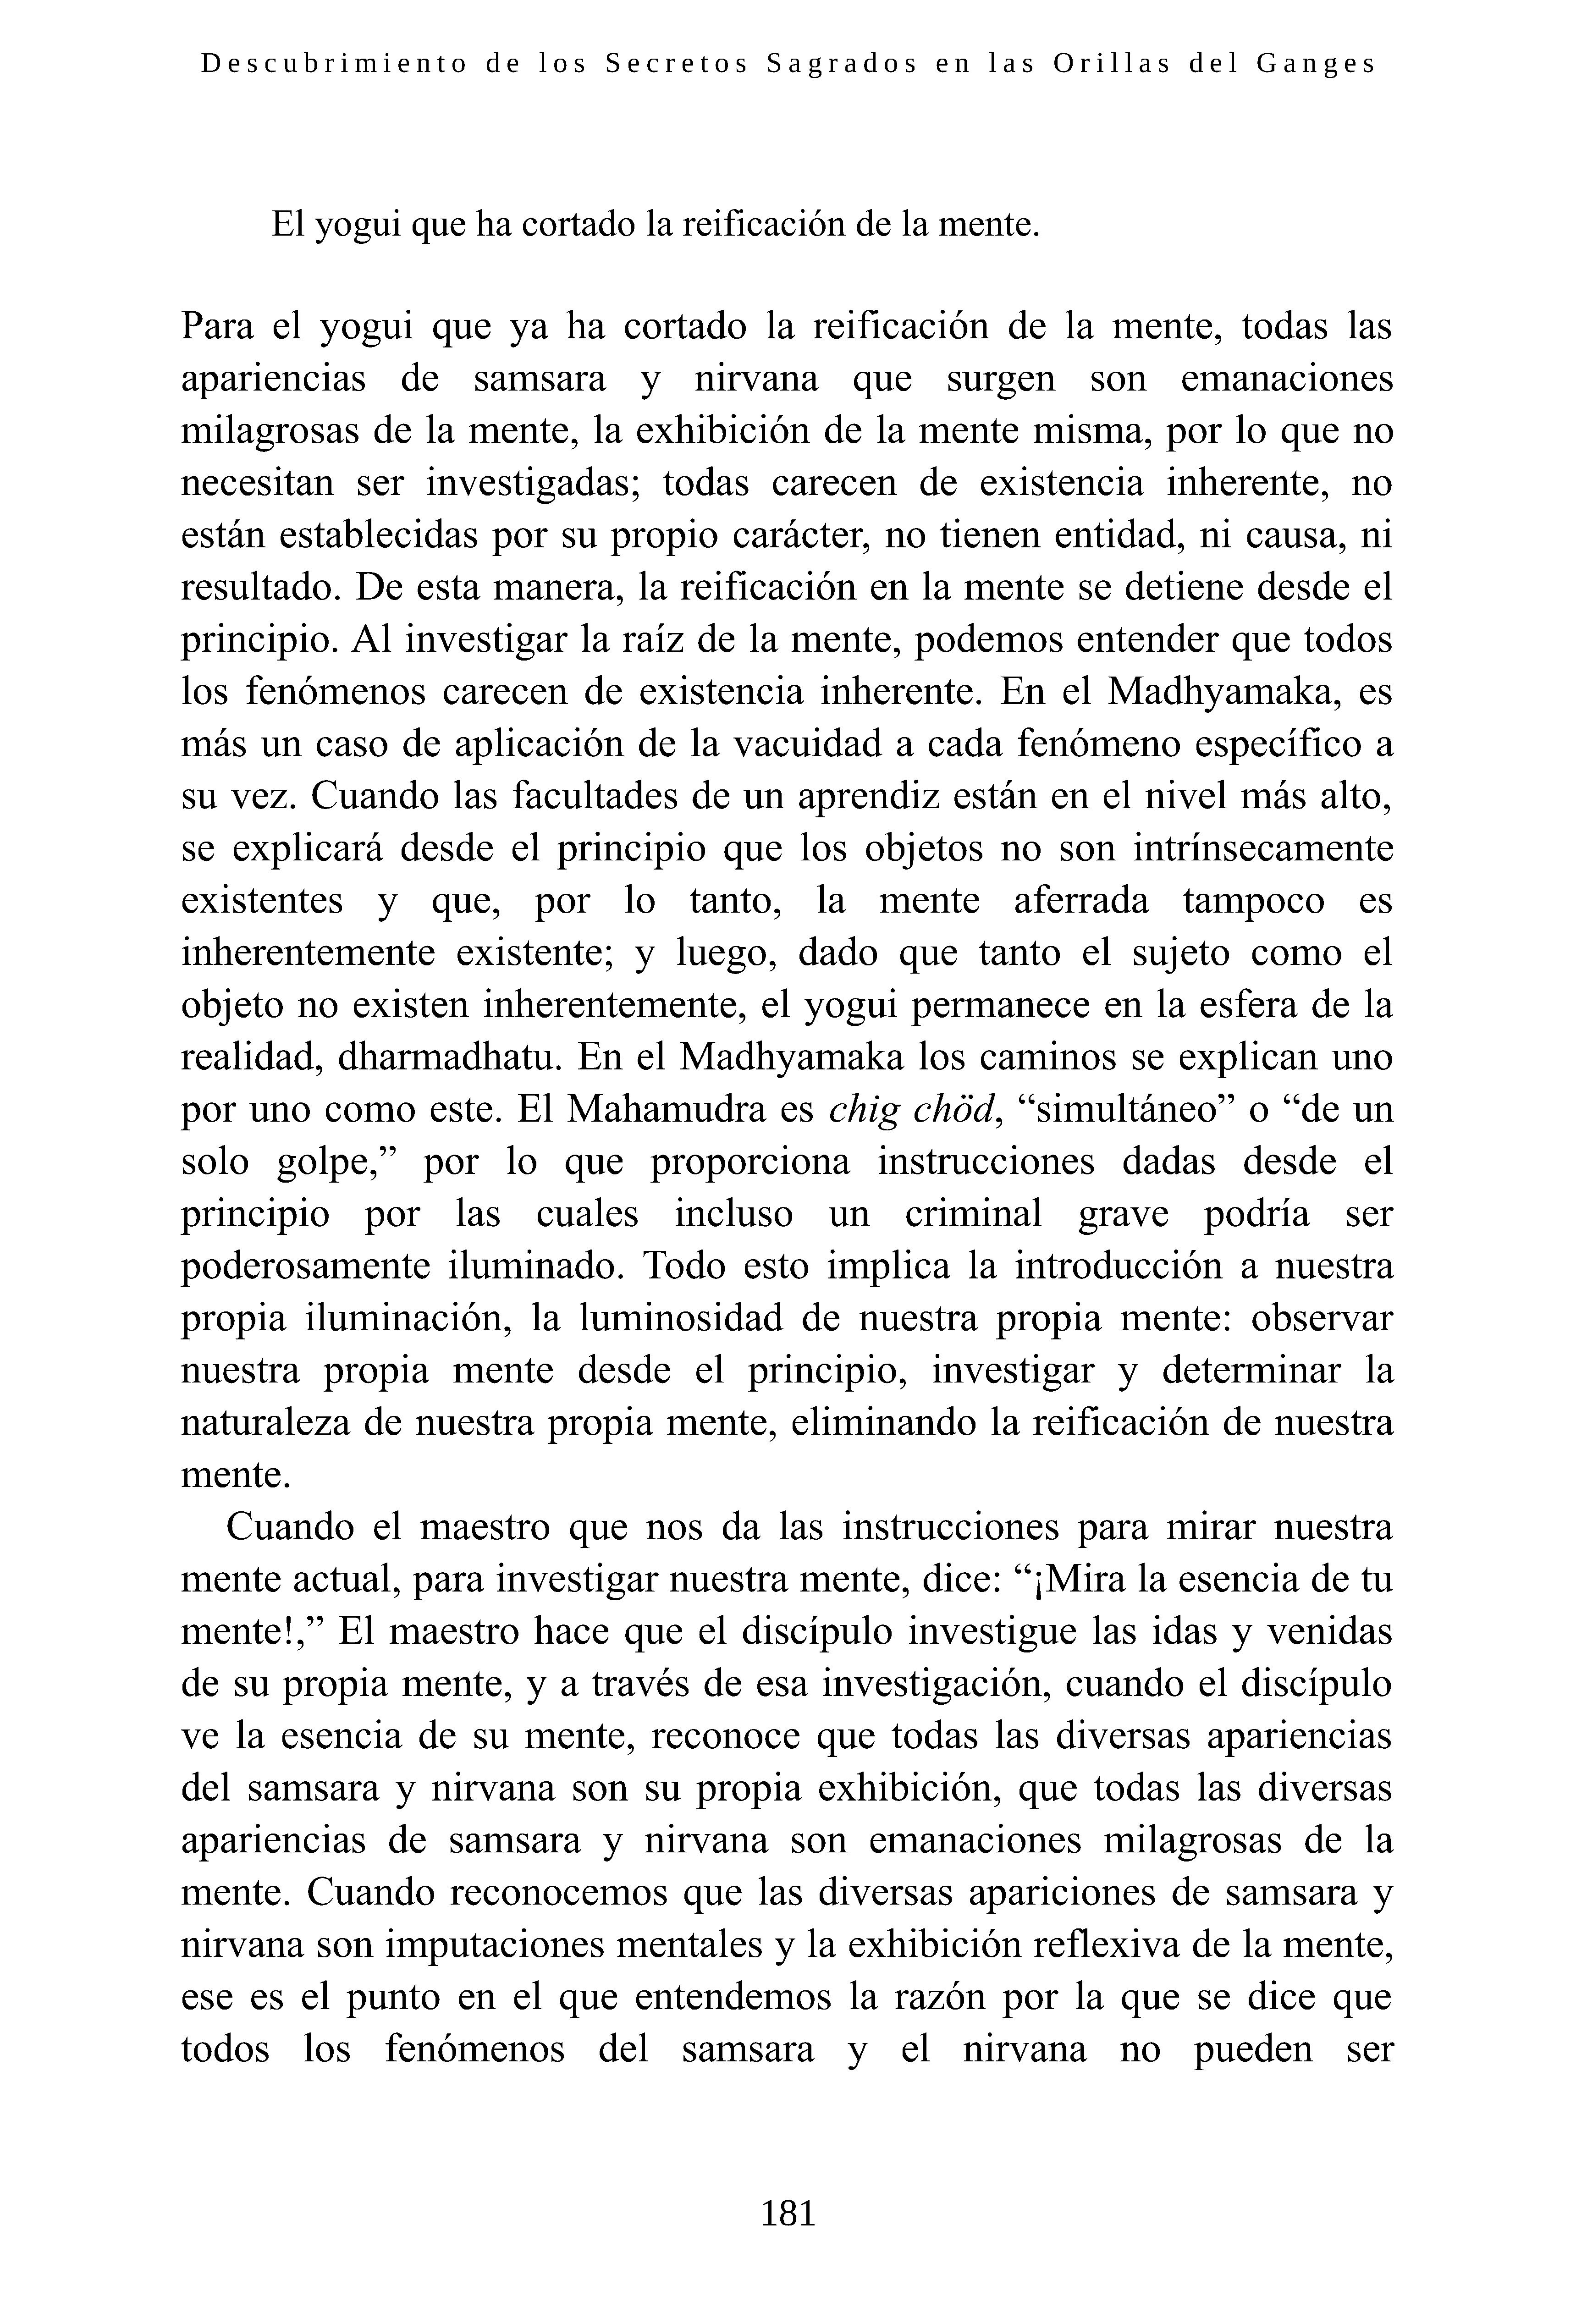 Descubrimiento de los Secretos Sagrados en las Orillas del Ganges
El yogui que ha cortado la reificación de la mente.
Para el yogui que ya ha cortado la reificación de la mente, todas las
apariencias de samsara y nirvana que surgen son emanaciones
milagrosas de la mente, la exhibición de la mente misma, por lo que no
necesitan ser investigadas; todas carecen de existencia inherente, no
están establecidas por su propio carácter, no tienen entidad, ni causa, ni
resultado. De esta manera, la reificación en la mente se detiene desde el
principio. Al investigar la raíz de la mente, podemos entender que todos
los fenómenos carecen de existencia inherente. En el Madhyamaka, es
más un caso de aplicación de la vacuidad a cada fenómeno específico a
su vez. Cuando las facultades de un aprendiz están en el nivel más alto,
se explicará desde el principio que los objetos no son intrínsecamente
existentes y que, por lo tanto, la mente aferrada tampoco es
inherentemente existente; y luego, dado que tanto el sujeto como el
objeto no existen inherentemente, el yogui permanece en la esfera de la
realidad, dharmadhatu. En el Madhyamaka los caminos se explican uno
por uno como este. El Mahamudra es chig chöd, “simultáneo” o “de un
solo golpe,” por lo que proporciona instrucciones dadas desde el
principio por las cuales incluso un criminal grave podría ser
poderosamente iluminado. Todo esto implica la introducción a nuestra
propia iluminación, la luminosidad de nuestra propia mente: observar
nuestra propia mente desde el principio, investigar y determinar la
naturaleza de nuestra propia mente, eliminando la reificación de nuestra
mente.
Cuando el maestro que nos da las instrucciones para mirar nuestra
mente actual, para investigar nuestra mente, dice: “¡Mira la esencia de tu
mente!,” El maestro hace que el discípulo investigue las idas y venidas
de su propia mente, y a través de esa investigación, cuando el discípulo
ve la esencia de su mente, reconoce que todas las diversas apariencias
del samsara y nirvana son su propia exhibición, que todas las diversas
apariencias de samsara y nirvana son emanaciones milagrosas de la
mente. Cuando reconocemos que las diversas apariciones de samsara y
nirvana son imputaciones mentales y la exhibición reflexiva de la mente,
ese es el punto en el que entendemos la razón por la que se dice que
todos los fenómenos del samsara y el nirvana no pueden ser
181